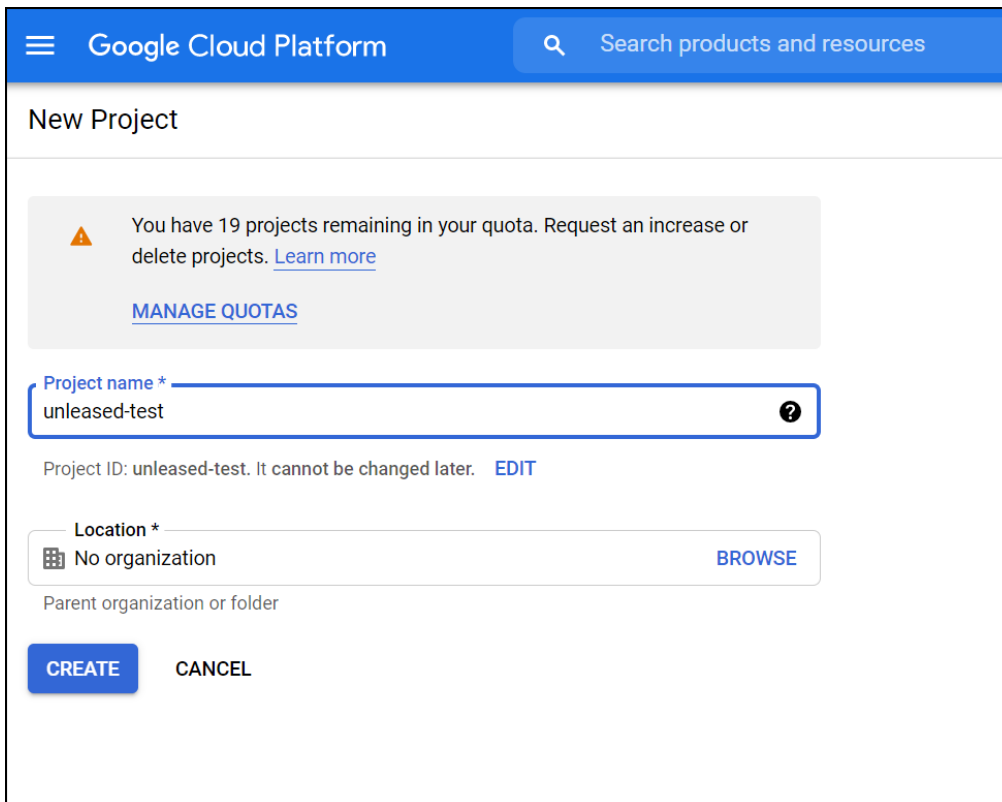 Google Cloud Platform
Search products and resources
New Project
You have 19 projects remaining in your quota. Request an increase or
delete projects. Learn more
MANAGE QUOTAS
Project name *
unleased-test
Project ID: unleased-test. It cannot be changed later. EDIT
Location *
No organization
BROWSE
Parent organization or folder
CREATE
CANCEL